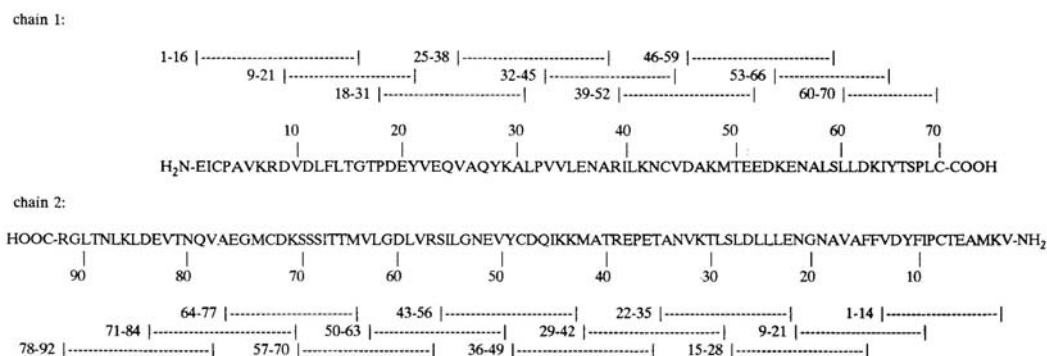 chain 1:
1-16 |--------------------| 25-38 |--------------------| 46-59 |--------------------|
9-21 |-----------------| 32-45 |-----------------| 53-66 |---------------|
18-31 |-------------------| 39-52 |-----------------| 60-70 |------------|
10 20 30 40 50 60 70
H₂N-EICPAVKRDVDLFLTGTPDEYVEQVAQYKALPVVLENARILKNCVDAKMTEEDKENALSLLDKIYTSPLC-COOH
chain 2:
HOOC-RGLTNLKLDEVTNQVAEGMCDKSSSITTMVLGDLVRSILGNEVYCDQIKKMATREPETANVKTLSLDLLLENGNAVAFFVDYFIPCTEAMKV-NH₂
90 80 70 60 50 40 30 20 10
64-77 |-----------------| 43-56 |-----------------| 22-35 |-----------------| 1-14 |---------------|
71-84 |-------------------| 50-63 |-----------------| 29-42 |------------------| 9-21 |----------------|
78-92 |-------------------| 57-70 |-----------------| 36-49 |------------------| 15-28 |-----------------|